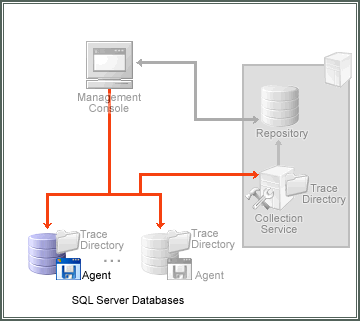 Management
Console
Repository
Trace
Directory
Collection
Service
Trace
Directory
Agent
...
Trace
Directory
Agent
SQL Server Databases